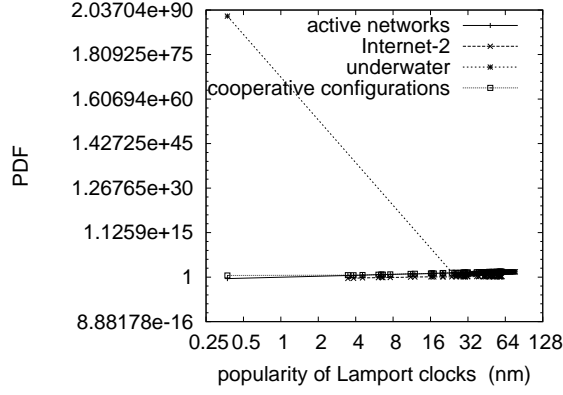 2.03704e+90
1.80925e+75
1.60694e+60
1.42725e+45
1.26765e+30
1.1259e+15
1
8.88178e-16
PDF
active networks
Internet-2
underwater
cooperative configurations
0.25 0.5 1 2 4 8 16 32 64 128
popularity of Lamport clocks (nm)